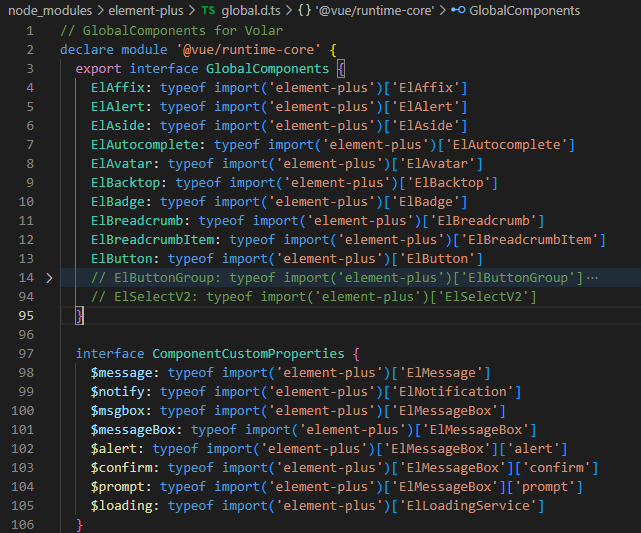 node_modules > element-plus > TS global.d.ts > {} '@vue/runtime-core' > GlobalComponents
1 // GlobalComponents for Volar
2 declare module '@vue/runtime-core' {
3 export interface GlobalComponents {
4 ElAffix: typeof import('element-plus')['ElAffix']
5 ElAlert: typeof import('element-plus')['ElAlert']
6 ElAside: typeof import('element-plus')['ElAside']
7 ElAutocomplete: typeof import('element-plus')['ElAutocomplete']
8 ElAvatar: typeof import('element-plus')['ElAvatar']
9 ElBacktop: typeof import('element-plus')['ElBacktop']
10 ElBadge: typeof import('element-plus')['ElBadge']
11 ElBreadcrumb: typeof import('element-plus')['ElBreadcrumb']
12 ElBreadcrumbItem: typeof import('element-plus')['ElBreadcrumbItem']
13 ElButton: typeof import('element-plus')['ElButton']
14 // ElButtonGroup: typeof import('element-plus')['ElButtonGroup'] ⋯
94 // ElSelectV2: typeof import('element-plus')['ElSelectV2']
95 }
96
97 interface ComponentCustomProperties {
98 $message: typeof import('element-plus')['ElMessage']
99 $notify: typeof import('element-plus')['ElNotification']
100 $msgbox: typeof import('element-plus')['ElMessageBox']
101 $messageBox: typeof import('element-plus')['ElMessageBox']
102 $alert: typeof import('element-plus')['ElMessageBox']['alert']
103 $confirm: typeof import('element-plus')['ElMessageBox']['confirm']
104 $prompt: typeof import('element-plus')['ElMessageBox']['prompt']
105 $loading: typeof import('element-plus')['ElLoadingService']
106 }